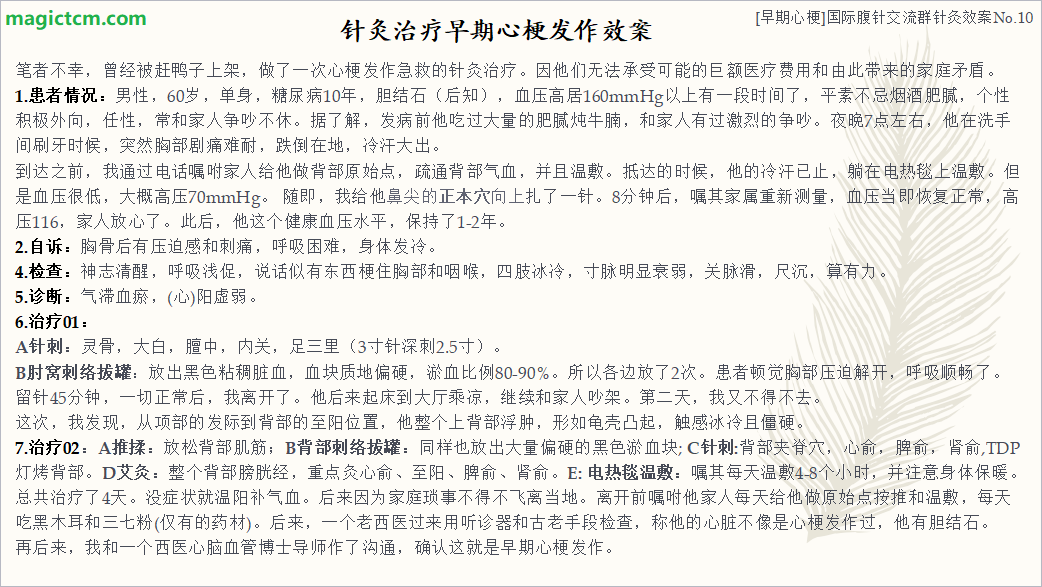 magictcm.com
[早期心梗]国际腹针交流群针灸效案No.10
针灸治疗早期心梗发作效案
笔者不幸，曾经被赶鸭子上架，做了一次心梗发作急救的针灸治疗。因他们无法承受可能的巨额医疗费用和由此带来的家庭矛盾。
1.患者情况：男性，60岁，单身，糖尿病10年，胆结石（后知），血压高居160mmHg以上有一段时间了，平素不忌烟酒肥腻，个性
积极外向，任性，常和家人争吵不休。据了解，发病前他吃过大量的肥腻炖牛腩，和家人有过激烈的争吵。夜晚7点左右，他在洗手
间刷牙时候，突然胸部剧痛难耐，跌倒在地，冷汗大出。
到达之前，我通过电话嘱咐家人给他做背部原始点，疏通背部气血，并且温敷。抵达的时候，他的冷汗已止，躺在电热毯上温敷。但
是血压很低，大概高压70mmHg。 随即，我给他鼻尖的正本穴向上扎了一针。8分钟后，嘱其家属重新测量，血压当即恢复正常，高
压116，家人放心了。此后，他这个健康血压水平，保持了1-2年。
2.自诉：胸骨后有压迫感和刺痛，呼吸困难，身体发冷。
4.检查：神志清醒，呼吸浅促，说话似有东西梗住胸部和咽喉，四肢冰冷，寸脉明显衰弱，关脉滑，尺沉，算有力。
5.诊断：气滞血瘀，(心)阳虚弱。
6.治疗01：
A针刺：灵骨，大白，膻中，内关，足三里（3寸针深刺2.5寸）。
B肘窝刺络拔罐：放出黑色粘稠脏血，血块质地偏硬，淤血比例80-90%。所以各边放了2次。患者顿觉胸部压迫解开，呼吸顺畅了。
留针45分钟，一切正常后，我离开了。他后来起床到大厅乘凉，继续和家人吵架。第二天，我又不得不去。
这次，我发现，从项部的发际到背部的至阳位置，他整个上背部浮肿，形如龟壳凸起，触感冰冷且僵硬。
7.治疗02：A推揉：放松背部肌筋；B背部刺络拔罐：同样也放出大量偏硬的黑色淤血块; C针刺:背部夹脊穴，心俞，脾俞，肾俞,TDP
灯烤背部。D艾灸：整个背部膀胱经，重点灸心俞、至阳、脾俞、肾俞。E: 电热毯温敷：嘱其每天温敷4-8个小时，并注意身体保暖。
总共治疗了4天。没症状就温阳补气血。后来因为家庭琐事不得不飞离当地。离开前嘱咐他家人每天给他做原始点按推和温敷，每天
吃黑木耳和三七粉(仅有的药材)。后来，一个老西医过来用听诊器和古老手段检查，称他的心脏不像是心梗发作过，他有胆结石。
再后来，我和一个西医心脑血管博士导师作了沟通，确认这就是早期心梗发作。